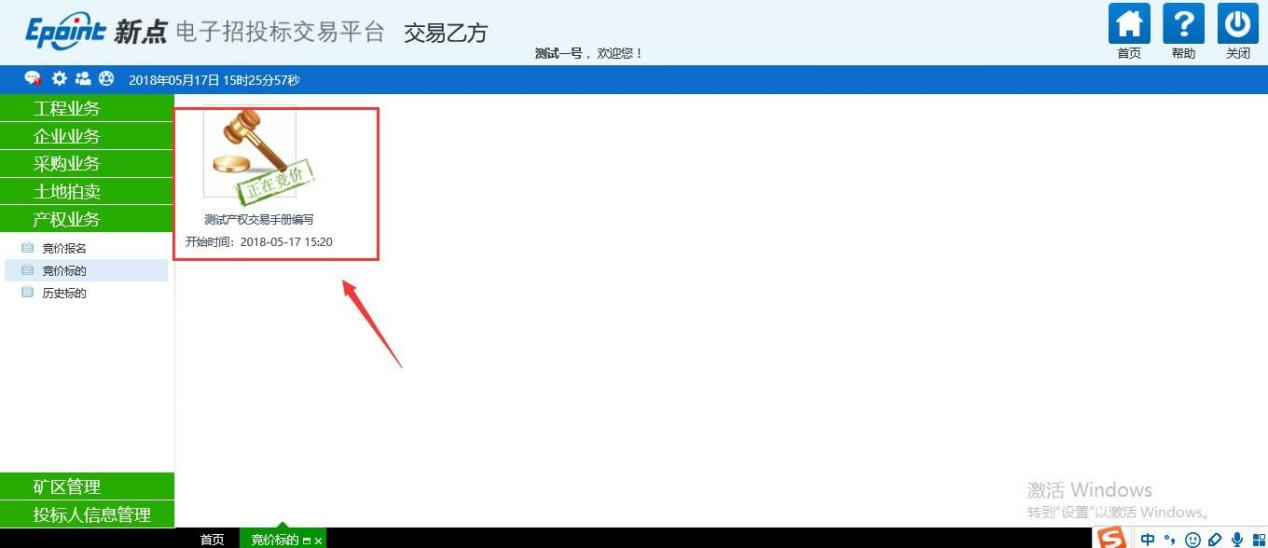 Epoint 新点 电子招投标交易平台 交易乙方
测试一号，欢迎您！
首页 帮助 关闭
2018年05月17日 15时25分57秒
工程业务
企业业务
采购业务
土地拍卖
产权业务
竞价报名
竞价标的
历史标的
正在竞价
测试产权交易手册编写
开始时间：2018-05-17 15:20
矿区管理
投标人信息管理
激活 Windows
转到"设置"以激活 Windows。
首页 竞价标的
S 中